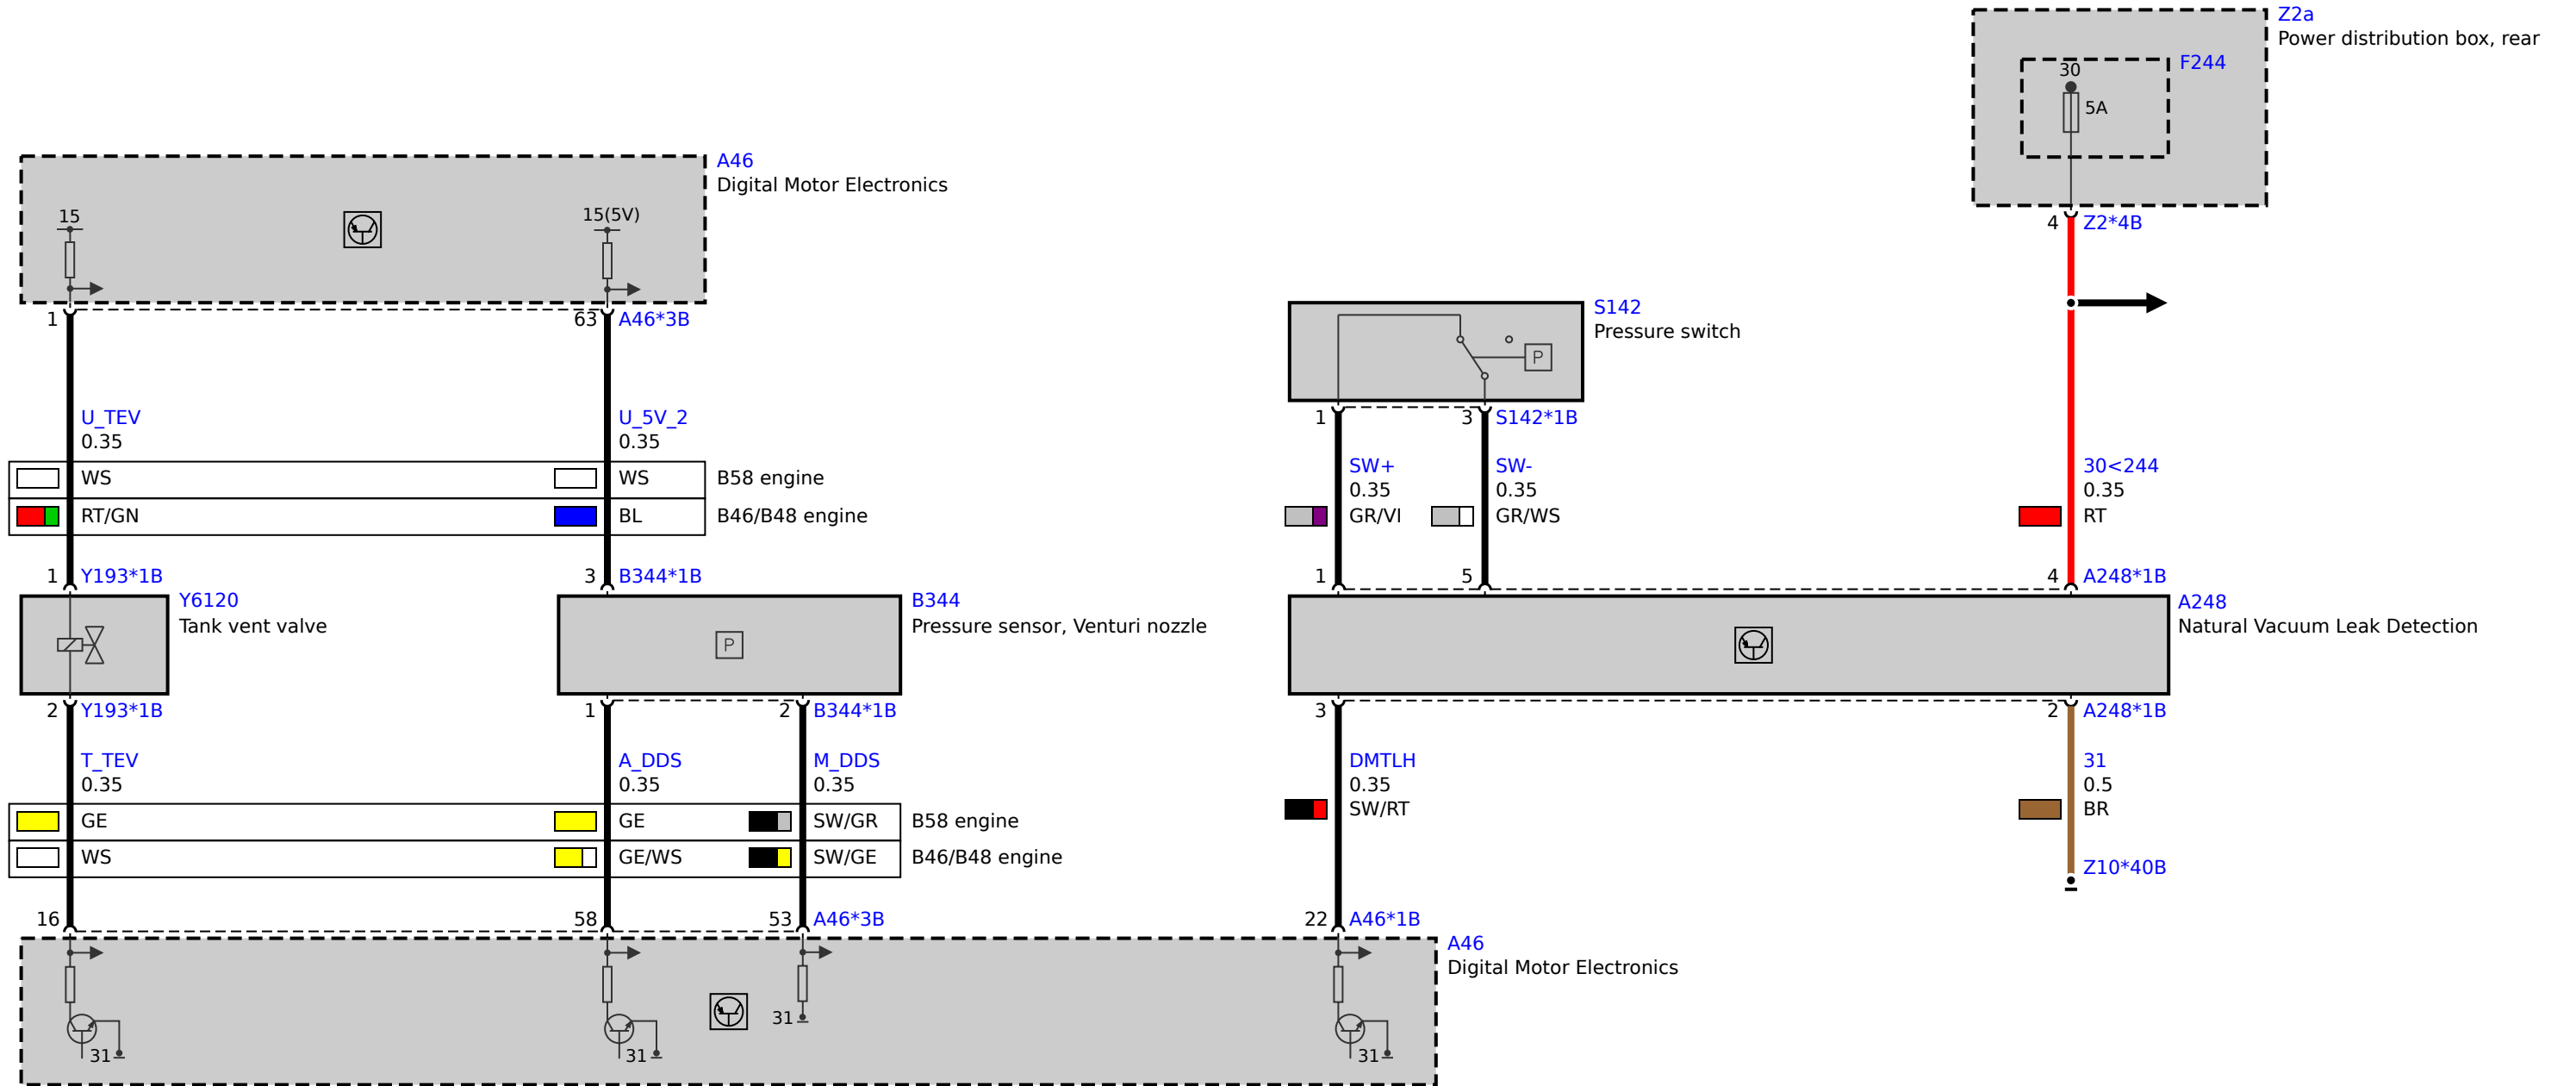 Z2a
Power distribution box, rear
F244
30
5A
4 Z2*4B
A46
Digital Motor Electronics
15
15(5V)
1
63 A46*3B
S142
Pressure switch
P
1
3 S142*1B
U_TEV
0.35
U_5V_2
0.35
WS
WS
B58 engine
RT/GN
BL
B46/B48 engine
SW+
0.35
GR/VI
SW-
0.35
GR/WS
30<244
0.35
RT
1 Y193*1B
3 B344*1B
1
5
4 A248*1B
Y6120
Tank vent valve
P
B344
Pressure sensor, Venturi nozzle
A248
Natural Vacuum Leak Detection
2 Y193*1B
1
2 B344*1B
3
2 A248*1B
T_TEV
0.35
A_DDS
0.35
M_DDS
0.35
DMTLH
0.35
SW/RT
31
0.5
BR
GE
GE
SW/GR
B58 engine
WS
GE/WS
SW/GE
B46/B48 engine
Z10*40B
16
58
53 A46*3B
22 A46*1B
A46
Digital Motor Electronics
31
31
31
31